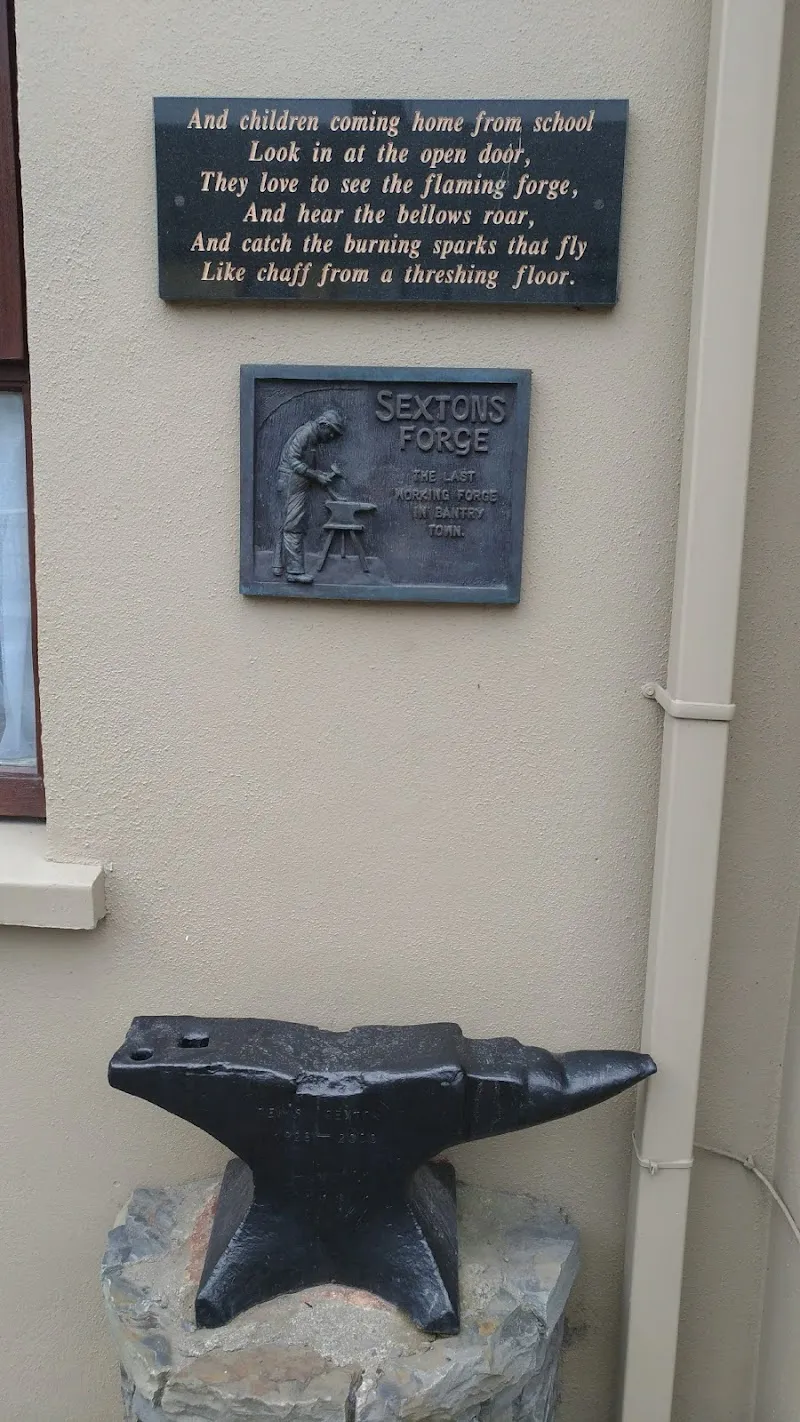 And children coming home from school
Look in at the open door,
They love to see the flaming forge,
And hear the bellows roar,
And catch the burning sparks that fly
Like chaff from a threshing floor.
SEXTONS
FORGE
THE LAST
WORKING FORGE
IN BANTRY
TOWN.
SEXTON